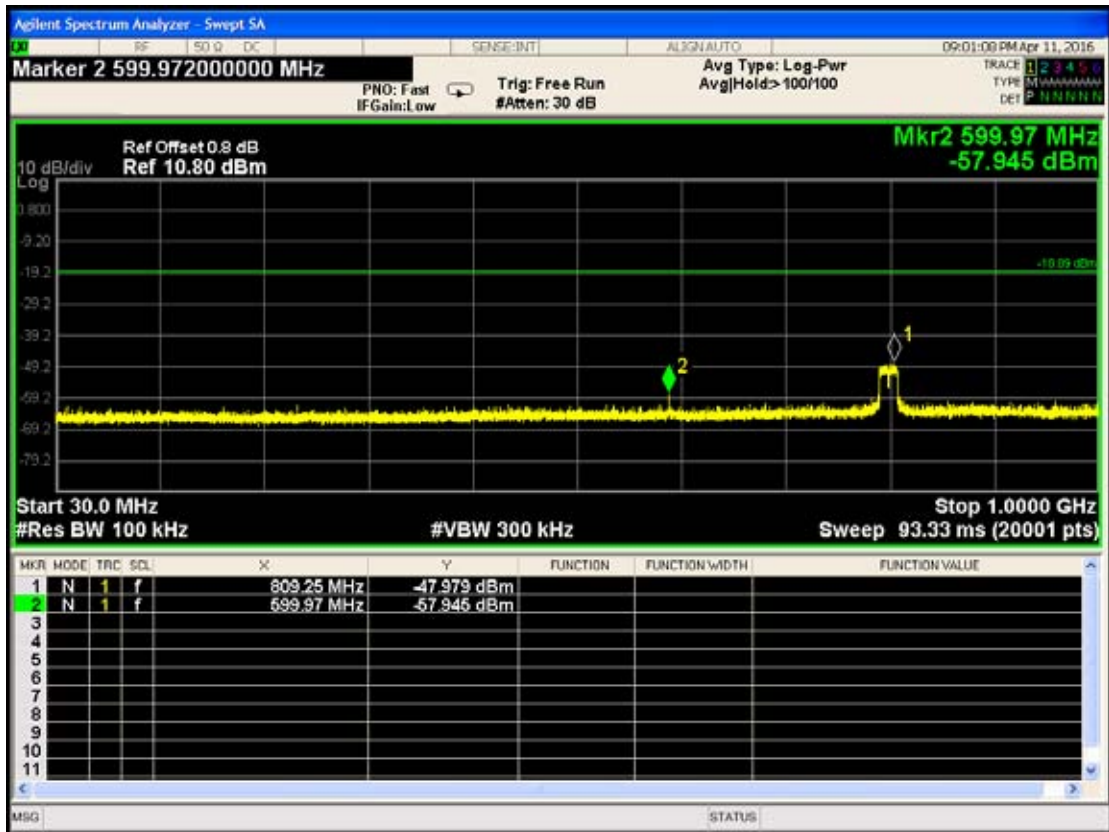 Agilent Spectrum Analyzer - Swept SA
RF 50 Ω DC SENSE:INT ALIGN AUTO 09:01:08 PM Apr 11, 2016
Marker 2 599.972000000 MHz
PNO: Fast
IFGain:Low
Trig: Free Run
#Atten: 30 dB
Avg Type: Log-Pwr
Avg|Hold:>100/100
TRACE 1 2 3 4 5 6
TYPE M
DET P N N N N N
Mkr2 599.97 MHz
-57.945 dBm
Ref Offset 0.8 dB
10 dB/div Ref 10.80 dBm
Log
0.800
-9.20
-19.2
-29.2
-39.2
-49.2
-59.2
-69.2
-79.2
1
2
Start 30.0 MHz
Stop 1.0000 GHz
#Res BW 100 kHz #VBW 300 kHz Sweep 93.33 ms (20001 pts)
MKR MODE TRC SCL X Y FUNCTION FUNCTION WIDTH FUNCTION VALUE
1 N 1 f 809.25 MHz -47.979 dBm
2 N 1 f 599.97 MHz -57.945 dBm
3
4
5
6
7
8
9
10
11
MSG STATUS